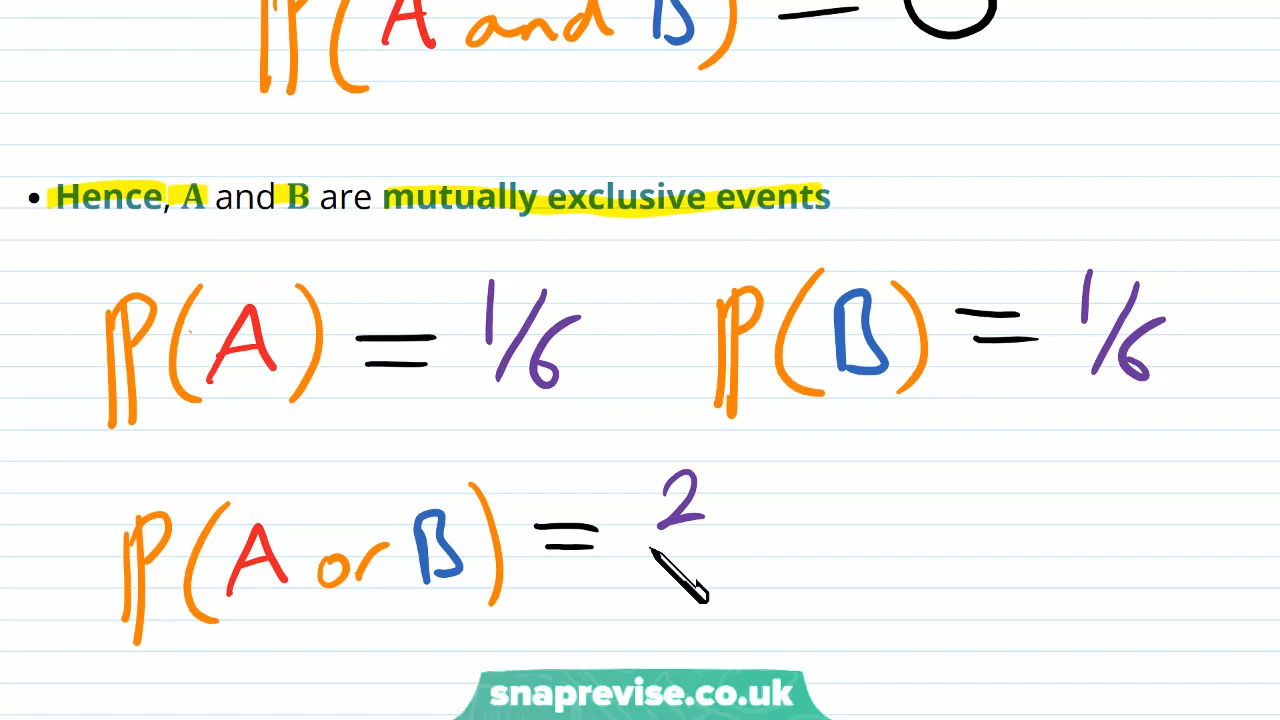 P(A and B) = 0
• Hence, A and B are mutually exclusive events
ℙ(A) = 1/6
ℙ(B) = 1/6
ℙ(A or B) = 2
snaprevise.co.uk